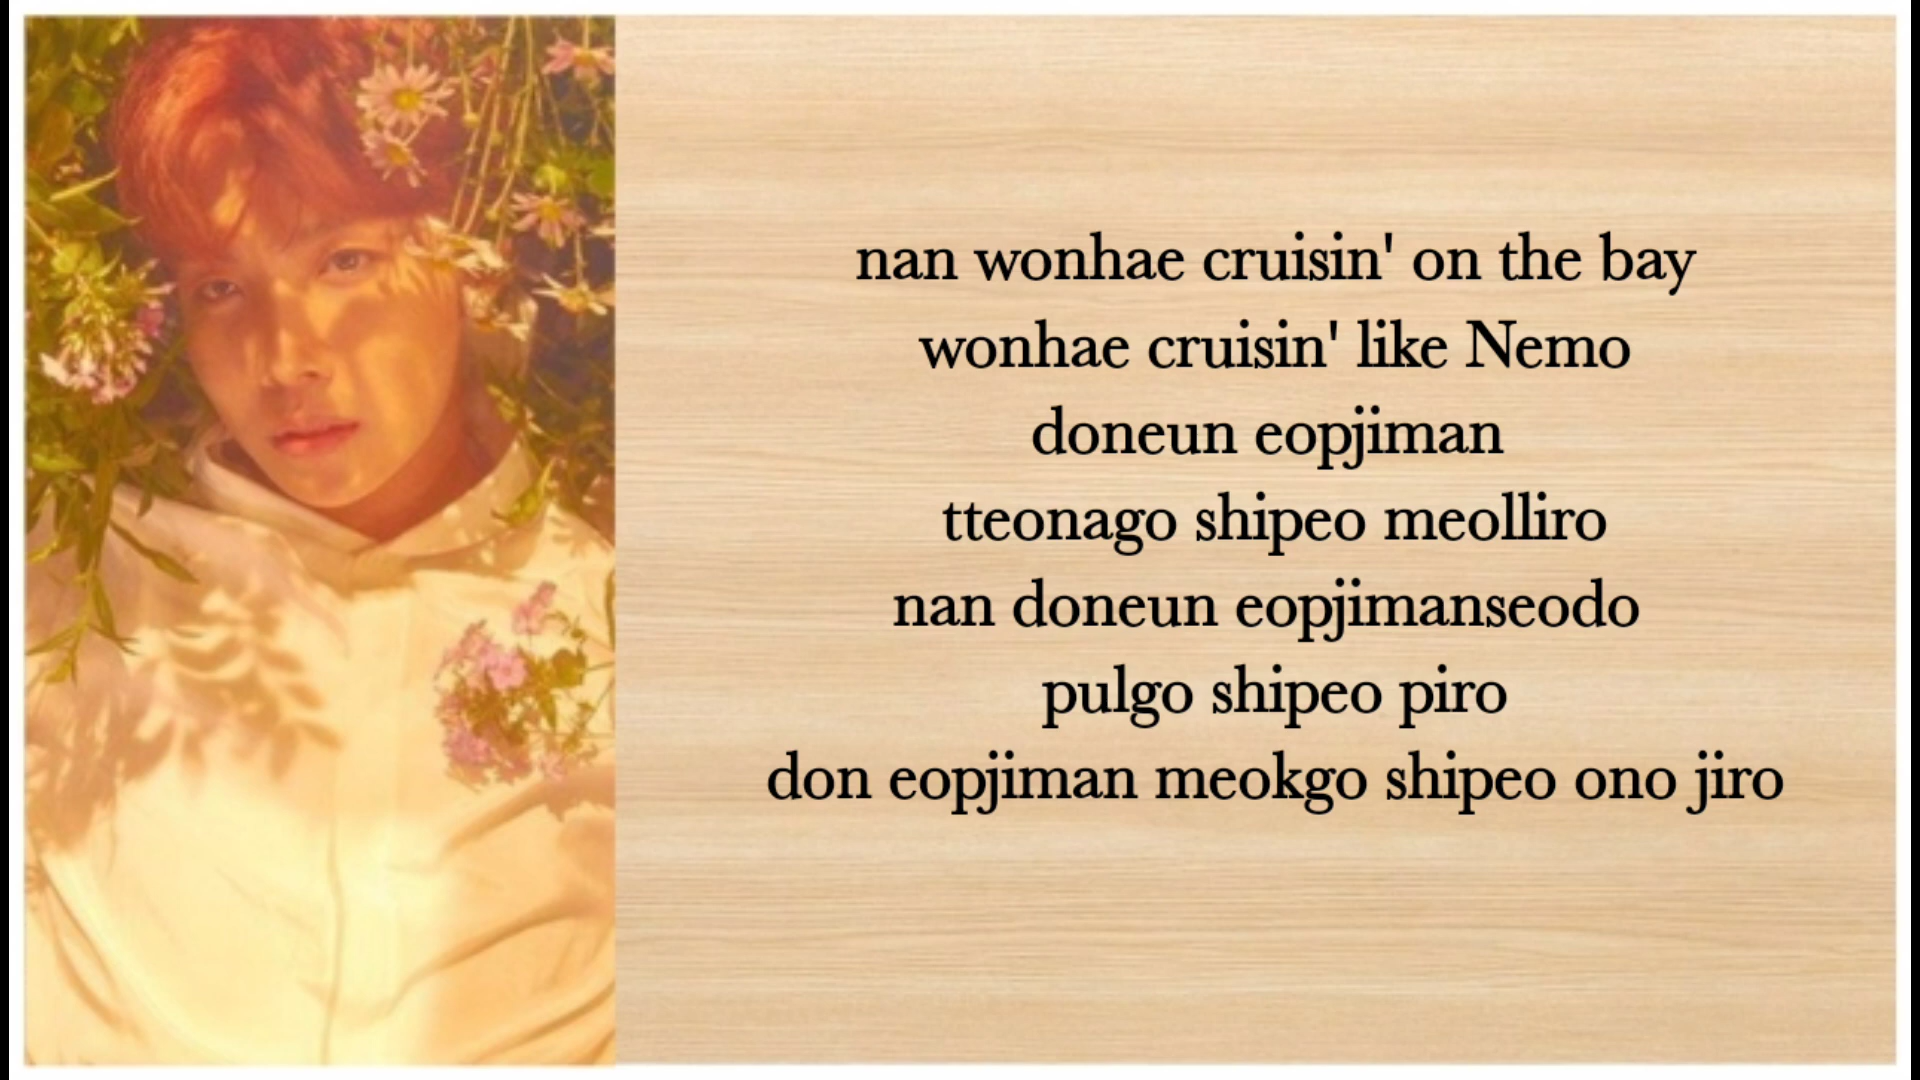 nan wonhae cruisin' on the bay
wonhae cruisin' like Nemo
doneun eopjiman
tteonago shipeo meolliro
nan doneun eopjimanseodo
pulgo shipeo piro
don eopjiman meokgo shipeo ono jiro